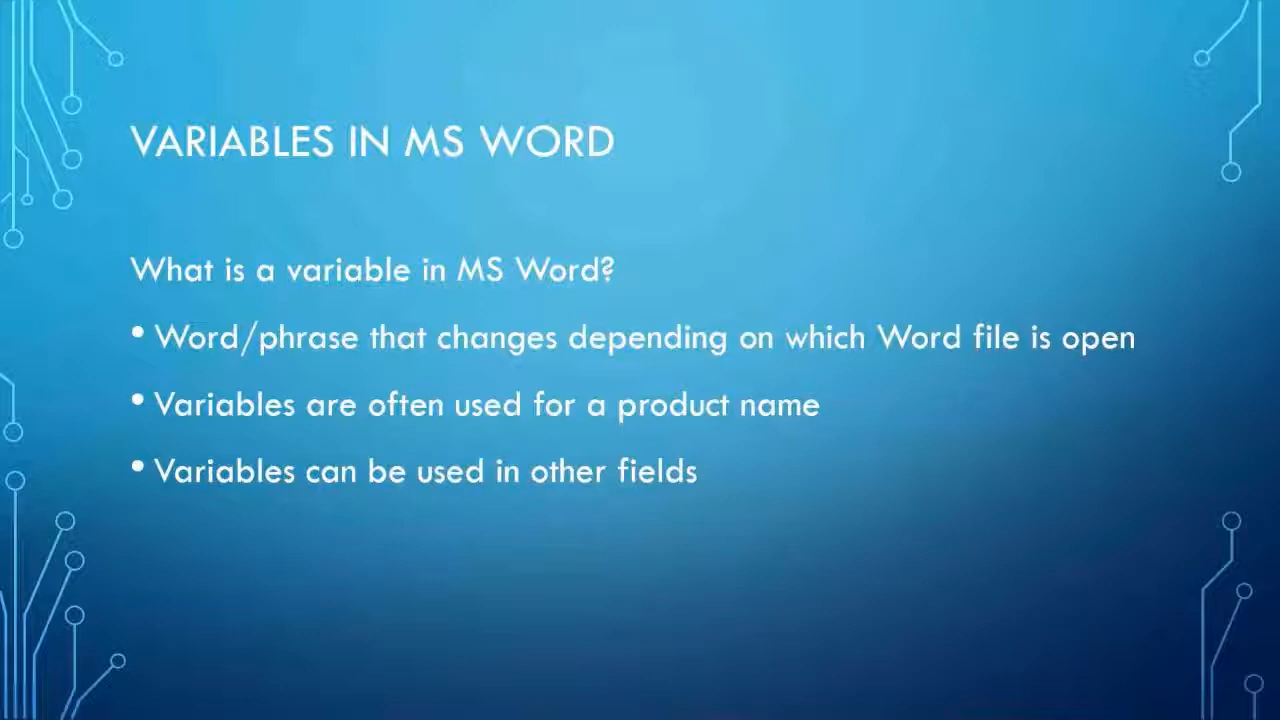 VARIABLES IN MS WORD
What is a variable in MS Word?
• Word/phrase that changes depending on which Word file is open
• Variables are often used for a product name
• Variables can be used in other fields